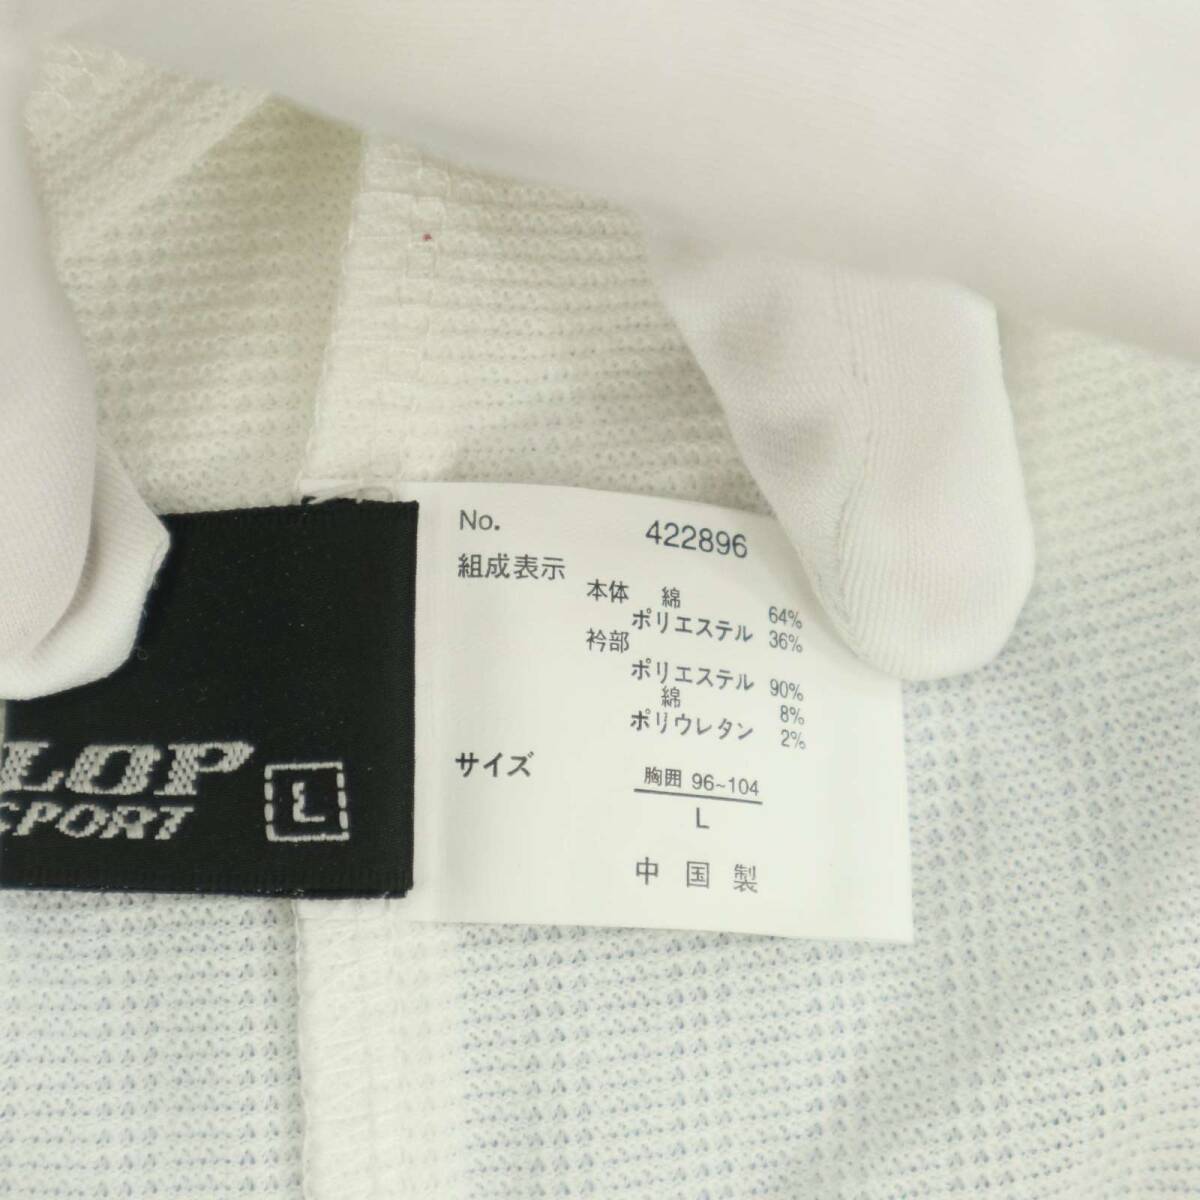 No. 422896
組成表示
本体 綿 64%
ポリエステル 36%
衿部
ポリエステル 90%
綿 8%
ポリウレタン 2%
サイズ 胸囲 96~104
L
中国製
LOP
SPORT
L